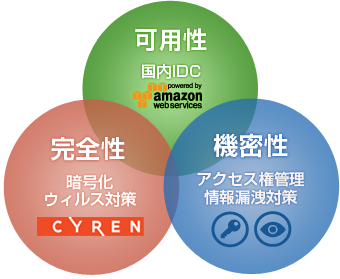 可用性
国内IDC
powered by
amazon
webservices
完全性
暗号化
ウィルス対策
CYREN
機密性
アクセス権管理
情報漏洩対策